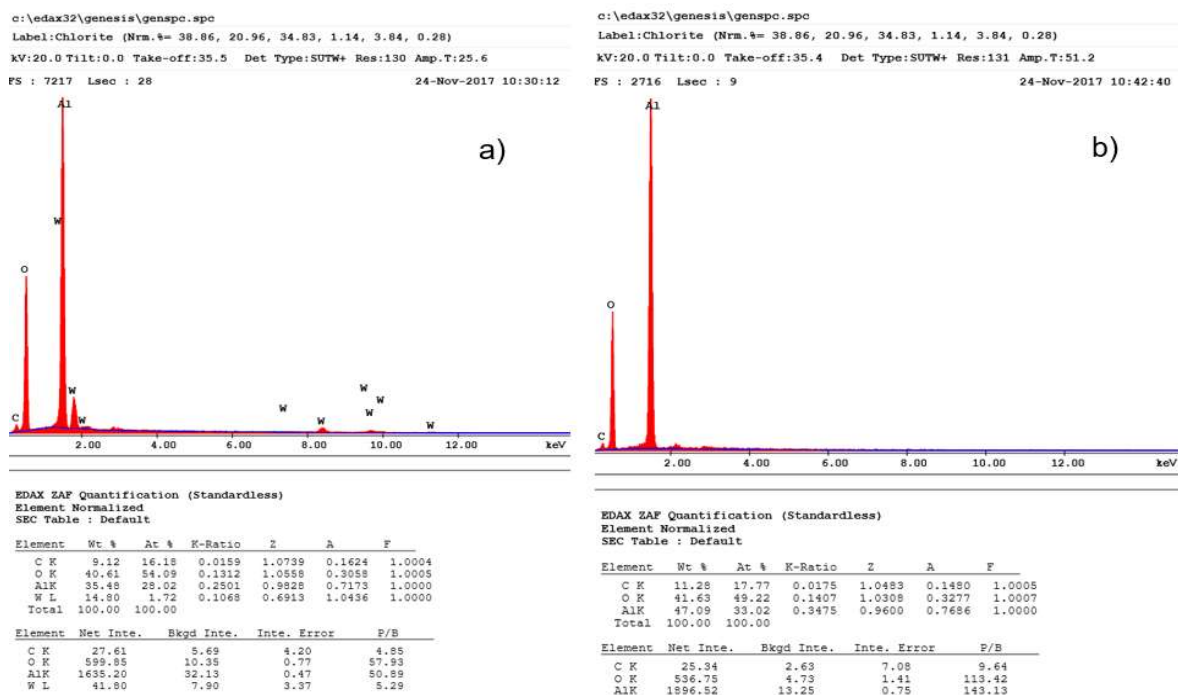 c:\edax32\genesis\genspc.spc
Label:Chlorite (Nrm.%= 38.86, 20.96, 34.83, 1.14, 3.84, 0.28)
kV:20.0 Tilt:0.0 Take-off:35.5 Det Type:SUTW+ Res:130 Amp.T:25.6
FS : 7217 Lsec : 28 24-Nov-2017 10:30:12
Al
a)
W
O
W
W
W
W
C
W
W
W
W
2.00 4.00 6.00 8.00 10.00 12.00 keV
EDAX ZAF Quantification (Standardless)
Element Normalized
SEC Table : Default
Element Wt % At % K-Ratio Z A F
C K 9.12 16.18 0.0159 1.0739 0.1624 1.0004
O K 40.61 54.09 0.1312 1.0558 0.3058 1.0005
AlK 35.48 28.02 0.2501 0.9828 0.7173 1.0000
W L 14.80 1.72 0.1068 0.6913 1.0436 1.0000
Total 100.00 100.00
Element Net Inte. Bkgd Inte. Inte. Error P/B
C K 27.61 5.69 4.20 4.85
O K 599.85 10.35 0.77 57.93
AlK 1635.20 32.13 0.47 50.89
W L 41.80 7.90 3.37 5.29
c:\edax32\genesis\genspc.spc
Label:Chlorite (Nrm.%= 38.86, 20.96, 34.83, 1.14, 3.84, 0.28)
kV:20.0 Tilt:0.0 Take-off:35.4 Det Type:SUTW+ Res:131 Amp.T:51.2
FS : 2716 Lsec : 9 24-Nov-2017 10:42:40
Al
b)
O
C
2.00 4.00 6.00 8.00 10.00 12.00 keV
EDAX ZAF Quantification (Standardless)
Element Normalized
SEC Table : Default
Element Wt % At % K-Ratio Z A F
C K 11.28 17.77 0.0175 1.0483 0.1480 1.0005
O K 41.63 49.22 0.1407 1.0308 0.3277 1.0007
AlK 47.09 33.02 0.3475 0.9600 0.7686 1.0000
Total 100.00 100.00
Element Net Inte. Bkgd Inte. Inte. Error P/B
C K 25.34 2.63 7.08 9.64
O K 536.75 4.73 1.41 113.42
AlK 1896.52 13.25 0.75 143.13